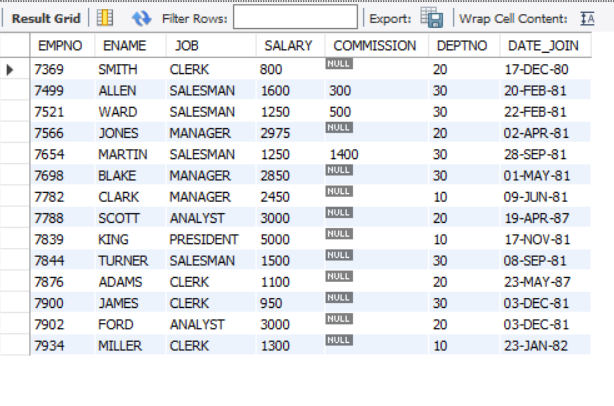 Result Grid Filter Rows: Export: Wrap Cell Content: IA
EMPNO ENAME JOB SALARY COMMISSION DEPTNO DATE_JOIN
7369 SMITH CLERK 800 NULL 20 17-DEC-80
7499 ALLEN SALESMAN 1600 300 30 20-FEB-81
7521 WARD SALESMAN 1250 500 30 22-FEB-81
7566 JONES MANAGER 2975 NULL 20 02-APR-81
7654 MARTIN SALESMAN 1250 1400 30 28-SEP-81
7698 BLAKE MANAGER 2850 NULL 30 01-MAY-81
7782 CLARK MANAGER 2450 NULL 10 09-JUN-81
7788 SCOTT ANALYST 3000 NULL 20 19-APR-87
7839 KING PRESIDENT 5000 NULL 10 17-NOV-81
7844 TURNER SALESMAN 1500 NULL 30 08-SEP-81
7876 ADAMS CLERK 1100 NULL 20 23-MAY-87
7900 JAMES CLERK 950 NULL 30 03-DEC-81
7902 FORD ANALYST 3000 NULL 20 03-DEC-81
7934 MILLER CLERK 1300 NULL 10 23-JAN-82